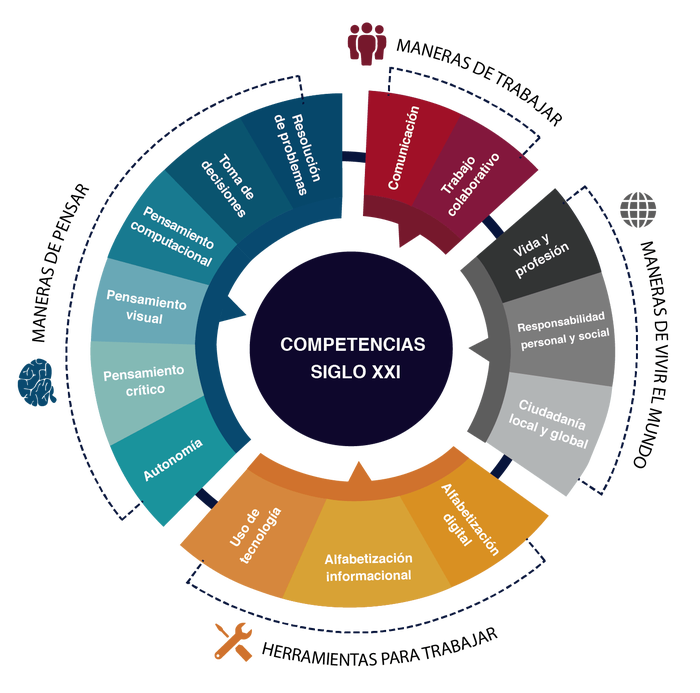 MANERAS DE TRABAJAR
Comunicación
Trabajo
colaborativo
MANERAS DE VIVIR EL MUNDO
Vida y
profesión
Responsabilidad
personal y social
Ciudadanía
local y global
HERRAMIENTAS PARA TRABAJAR
Alfabetización
digital
Alfabetización
informacional
Uso de
tecnología
MANERAS DE PENSAR
Autonomía
Pensamiento
crítico
Pensamiento
visual
Pensamiento
computacional
Toma de
decisiones
Resolución
de problemas
COMPETENCIAS
SIGLO XXI